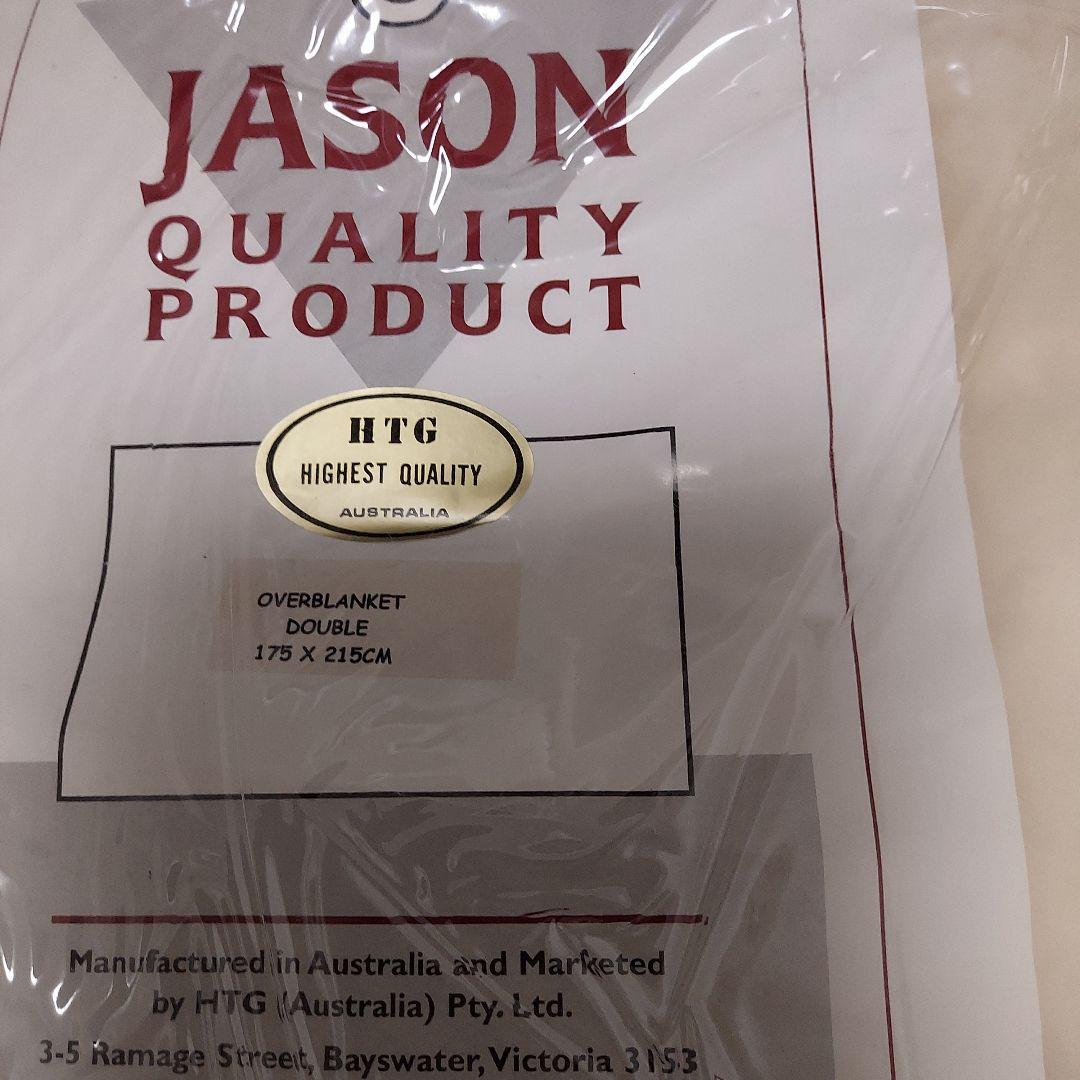 JASON
QUALITY
PRODUCT
HTG
HIGHEST QUALITY
AUSTRALIA
OVERBLANKET
DOUBLE
175 X 215CM
Manufactured in Australia and Marketed
by HTG (Australia) Pty. Ltd.
3-5 Ramage Street, Bayswater, Victoria 3153